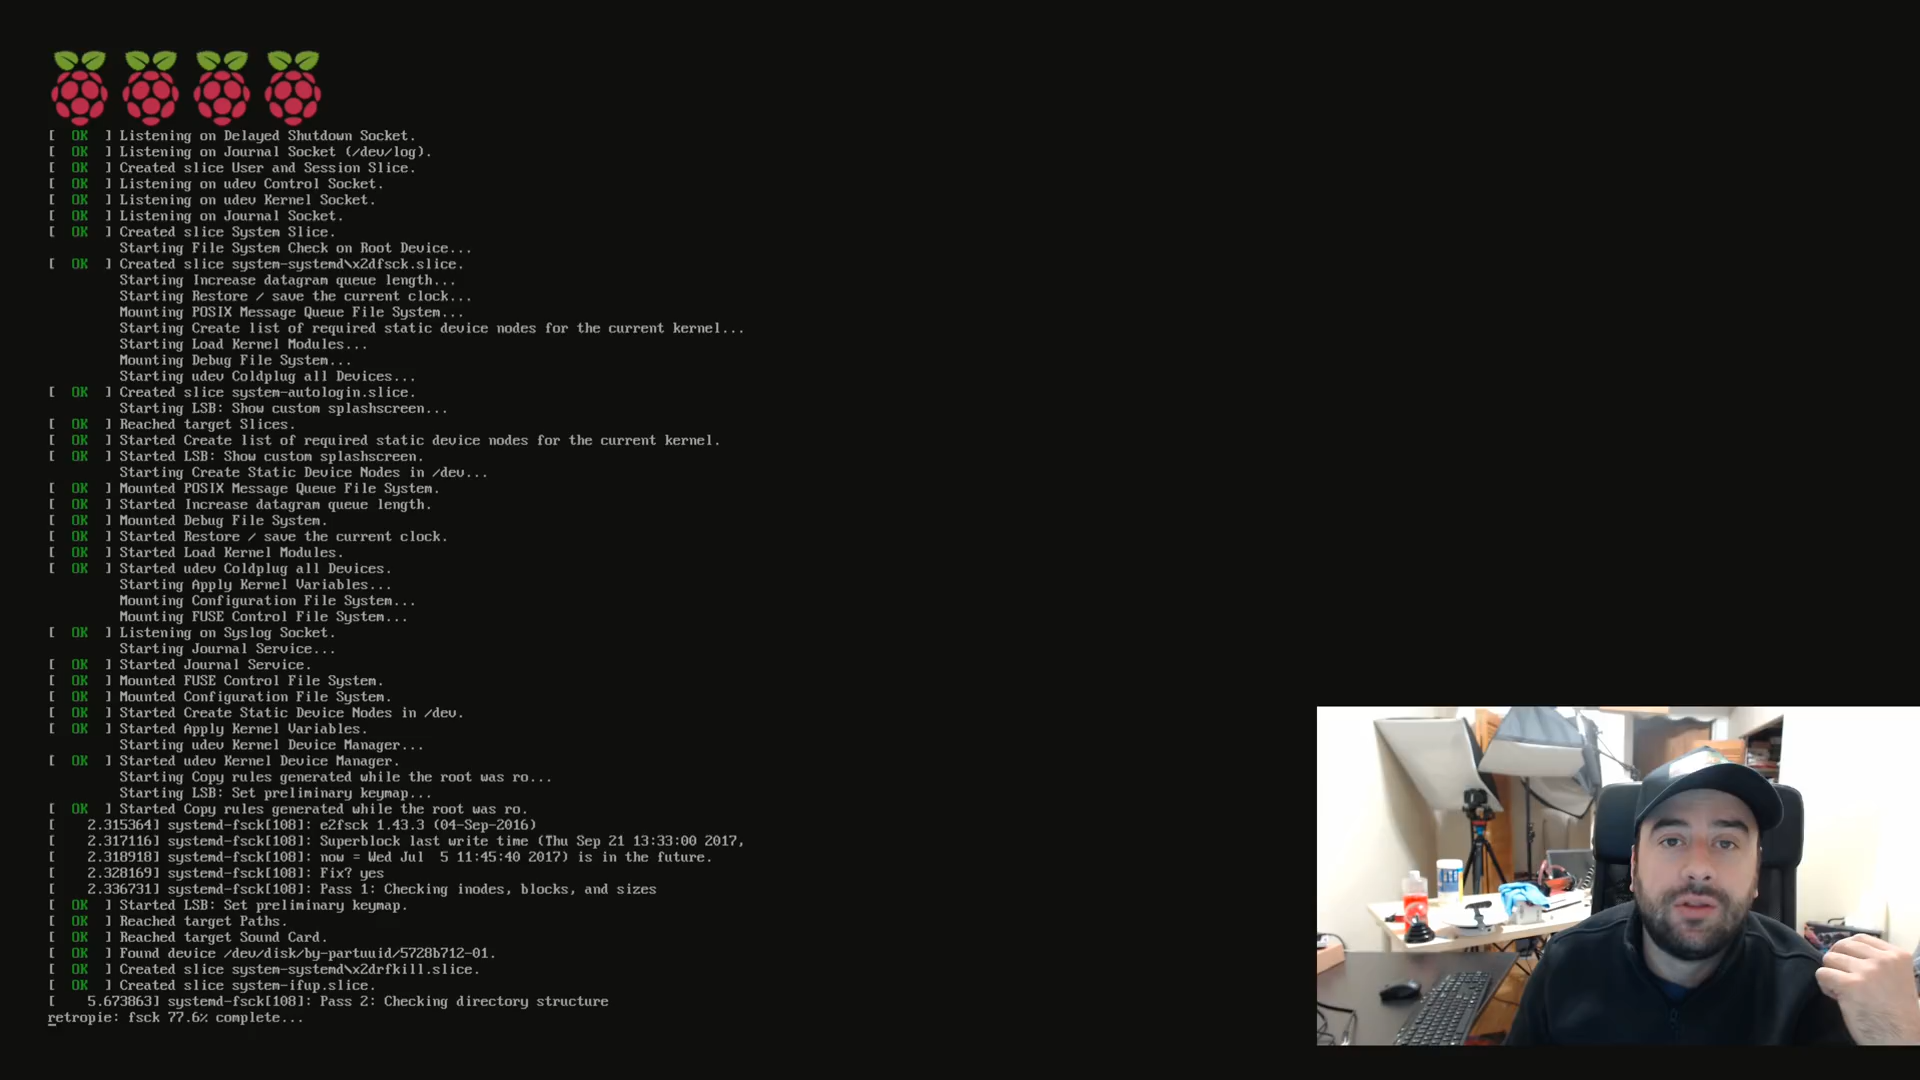 [  OK  ] Listening on Delayed Shutdown Socket.
[  OK  ] Listening on Journal Socket (/dev/log).
[  OK  ] Created slice User and Session Slice.
[  OK  ] Listening on udev Control Socket.
[  OK  ] Listening on udev Kernel Socket.
[  OK  ] Listening on Journal Socket.
[  OK  ] Created slice System Slice.
Starting File System Check on Root Device...
[  OK  ] Created slice system-systemd\x2dfsck.slice.
Starting Increase datagram queue length...
Starting Restore / save the current clock...
Mounting POSIX Message Queue File System...
Starting Create list of required static device nodes for the current kernel...
Starting Load Kernel Modules...
Mounting Debug File System...
Starting udev Coldplug all Devices...
[  OK  ] Created slice system-autologin.slice.
Starting LSB: Show custom splashscreen...
[  OK  ] Reached target Slices.
[  OK  ] Started Create list of required static device nodes for the current kernel.
[  OK  ] Started LSB: Show custom splashscreen.
Starting Create Static Device Nodes in /dev...
[  OK  ] Mounted POSIX Message Queue File System.
[  OK  ] Started Increase datagram queue length.
[  OK  ] Mounted Debug File System.
[  OK  ] Started Restore / save the current clock.
[  OK  ] Started Load Kernel Modules.
[  OK  ] Started udev Coldplug all Devices.
Starting Apply Kernel Variables...
Mounting Configuration File System...
Mounting FUSE Control File System...
[  OK  ] Listening on Syslog Socket.
Starting Journal Service...
[  OK  ] Started Journal Service.
[  OK  ] Mounted FUSE Control File System.
[  OK  ] Mounted Configuration File System.
[  OK  ] Started Create Static Device Nodes in /dev.
[  OK  ] Started Apply Kernel Variables.
Starting udev Kernel Device Manager...
[  OK  ] Started udev Kernel Device Manager.
Starting Copy rules generated while the root was ro...
Starting LSB: Set preliminary keymap...
[  OK  ] Started Copy rules generated while the root was ro.
[    2.315364] systemd-fsck[108]: e2fsck 1.43.3 (04-Sep-2016)
[    2.317116] systemd-fsck[108]: Superblock last write time (Thu Sep 21 13:33:00 2017,
[    2.318918] systemd-fsck[108]: now = Wed Jul  5 11:45:40 2017) is in the future.
[    2.328169] systemd-fsck[108]: Fix? yes
[    2.336731] systemd-fsck[108]: Pass 1: Checking inodes, blocks, and sizes
[  OK  ] Started LSB: Set preliminary keymap.
[  OK  ] Reached target Paths.
[  OK  ] Reached target Sound Card.
[  OK  ] Found device /dev/disk/by-partuuid/5728b712-01.
[  OK  ] Created slice system-systemd\x2drfkill.slice.
[  OK  ] Created slice system-ifup.slice.
[    5.673863] systemd-fsck[108]: Pass 2: Checking directory structure
retropie: fsck 77.6% complete...